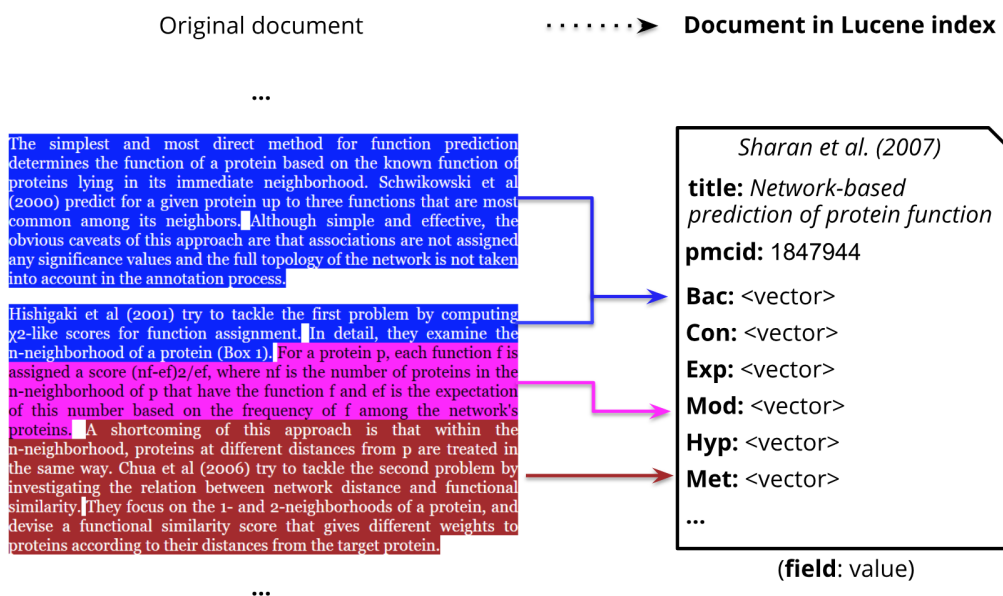 Original document
Document in Lucene index
...
The simplest and most direct method for function prediction
determines the function of a protein based on the known function of
proteins lying in its immediate neighborhood. Schwikowski et al
(2000) predict for a given protein up to three functions that are most
common among its neighbors. Although simple and effective, the
obvious caveats of this approach are that associations are not assigned
any significance values and the full topology of the network is not taken
into account in the annotation process.
Hishigaki et al (2001) try to tackle the first problem by computing
χ2-like scores for function assignment. In detail, they examine the
n-neighborhood of a protein (Box 1). For a protein p, each function f is
assigned a score (nf-ef)2/ef, where nf is the number of proteins in the
n-neighborhood of p that have the function f and ef is the expectation
of this number based on the frequency of f among the network's
proteins. A shortcoming of this approach is that within the
n-neighborhood, proteins at different distances from p are treated in
the same way. Chua et al (2006) try to tackle the second problem by
investigating the relation between network distance and functional
similarity. They focus on the 1- and 2-neighborhoods of a protein, and
devise a functional similarity score that gives different weights to
proteins according to their distances from the target protein.
...
Sharan et al. (2007)
title: Network-based
prediction of protein function
pmcid: 1847944
Bac: <vector>
Con: <vector>
Exp: <vector>
Mod: <vector>
Hyp: <vector>
Met: <vector>
...
(field: value)